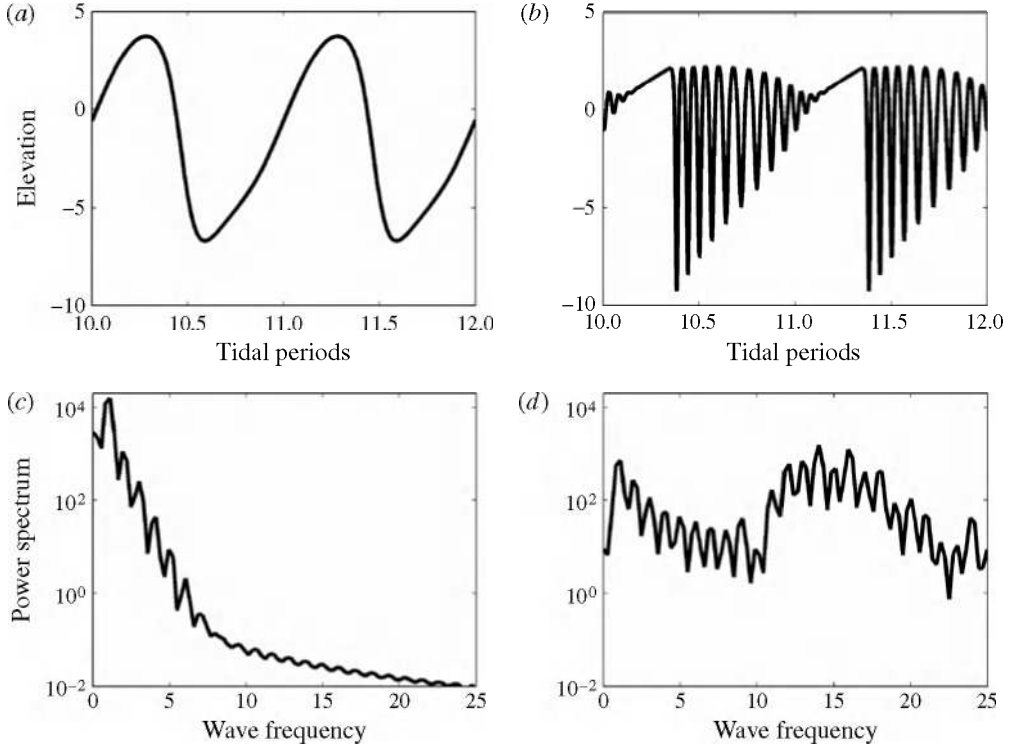 (a)
(b)
5
0
−5
−10
Elevation
10.0 10.5 11.0 11.5 12.0
Tidal periods
5
0
−5
−10
10.0 10.5 11.0 11.5 12.0
Tidal periods
(c)
(d)
10⁴
10²
10⁰
10⁻²
Power spectrum
0 5 10 15 20 25
Wave frequency
10⁴
10²
10⁰
10⁻²
0 5 10 15 20 25
Wave frequency